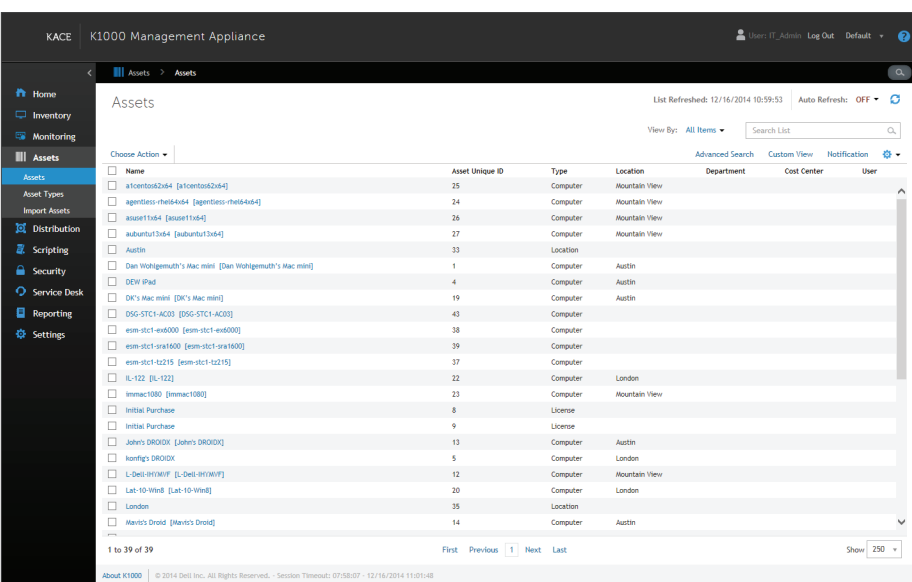 KACE K1000 Management Appliance User: IT_Admin Log Out Default ?
Assets > Assets
Home
Inventory
Monitoring
Assets
Assets
Asset Types
Import Assets
Distribution
Scripting
Security
Service Desk
Reporting
Settings
Assets
List Refreshed: 12/16/2014 10:59:53 Auto Refresh: OFF
View By: All Items Search List
Choose Action Advanced Search Custom View Notification
Name Asset Unique ID Type Location Department Cost Center User
a1centos62x64 [a1centos62x64] 25 Computer Mountain View
agentless-rhel64x64 [agentless-rhel64x64] 24 Computer Mountain View
asuse11x64 [asuse11x64] 26 Computer Mountain View
aubuntu13x64 [aubuntu13x64] 27 Computer Mountain View
Austin 33 Location
Dan Wohlgemuth's Mac mini [Dan Wohlgemuth's Mac mini] 1 Computer Austin
DEW iPad 4 Computer Austin
DK's Mac mini [DK's Mac mini] 19 Computer Austin
DSG-STC1-AC03 [DSG-STC1-AC03] 43 Computer
esm-stc1-ex6000 [esm-stc1-ex6000] 38 Computer
esm-stc1-sra1600 [esm-stc1-sra1600] 39 Computer
esm-stc1-tz215 [esm-stc1-tz215] 37 Computer
IL-122 [IL-122] 22 Computer London
immac1080 [immac1080] 23 Computer Mountain View
Initial Purchase 8 License
Initial Purchase 9 License
John's DROIDX [John's DROIDX] 13 Computer Austin
konfig's DROIDX 5 Computer London
12 Computer Mountain View
Lat-10-Win8 [Lat-10-Win8] 20 Computer London
London 35 Location
Mavis's Droid [Mavis's Droid] 14 Computer Austin
1 to 39 of 39 First Previous 1 Next Last Show 250
About K1000 © 2014 Dell Inc. All Rights Reserved. - Session Timeout: 07:58:07 - 12/16/2014 11:01:48